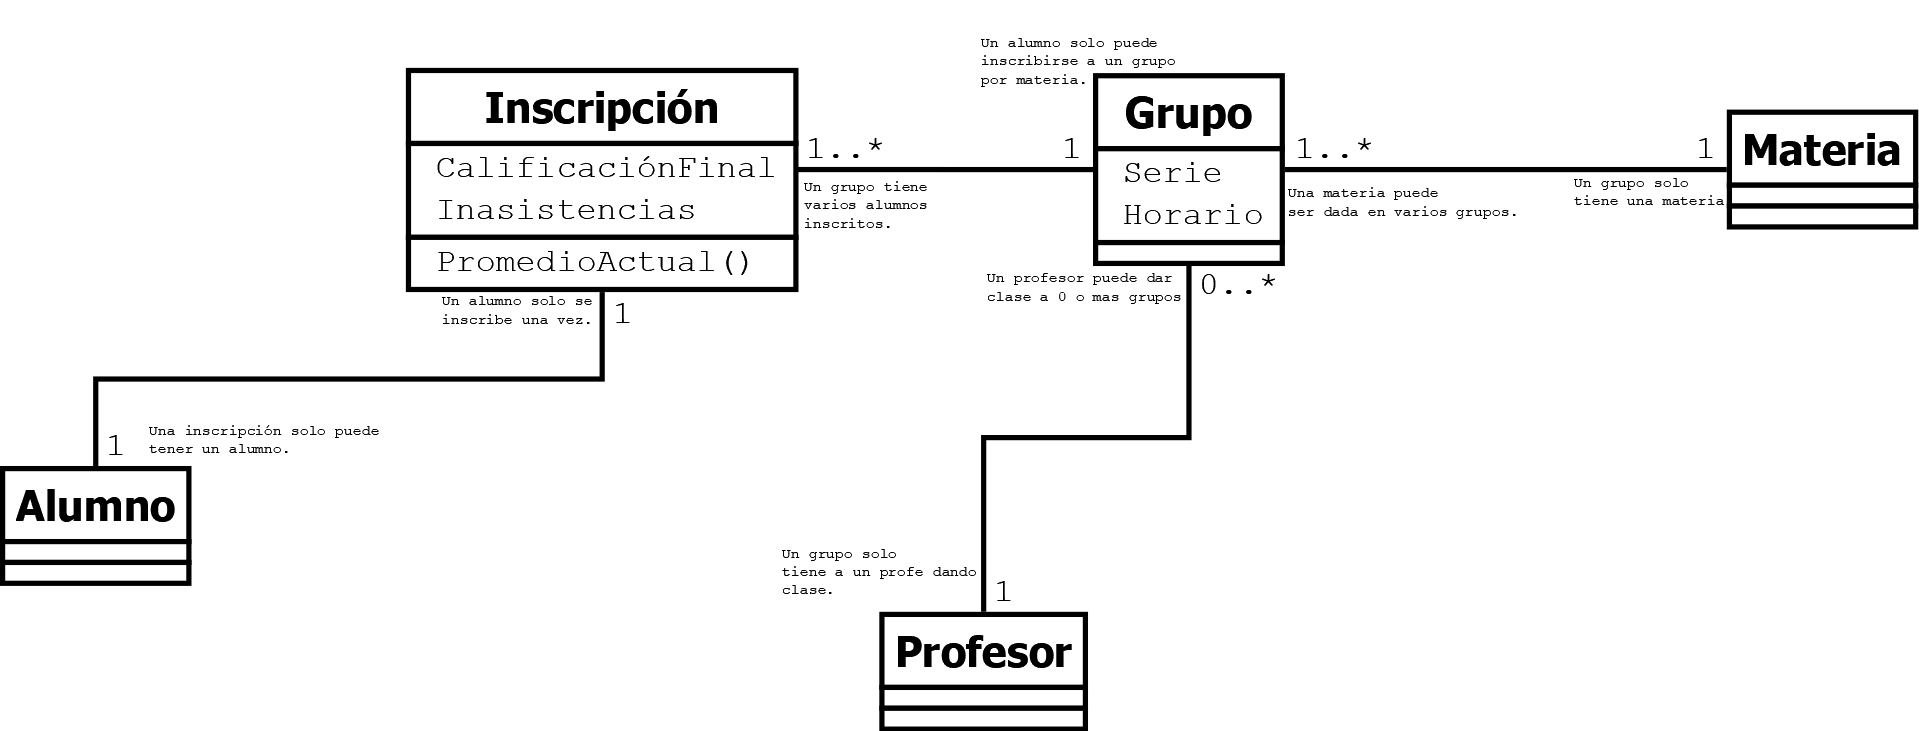 Un alumno solo puede
inscribirse a un grupo
por materia.
Inscripción
CalificaciónFinal
Inasistencias
PromedioActual()
1..*
1
Un grupo tiene
varios alumnos
inscritos.
Grupo
Serie
Horario
1..*
1
Una materia puede
ser dada en varios grupos.
Un grupo solo
tiene una materia
Materia
Un profesor puede dar
clase a 0 o mas grupos
0..*
Un alumno solo se
inscribe una vez.
1
1
Una inscripción solo puede
tener un alumno.
Alumno
Un grupo solo
tiene a un profe dando
clase.
1
Profesor